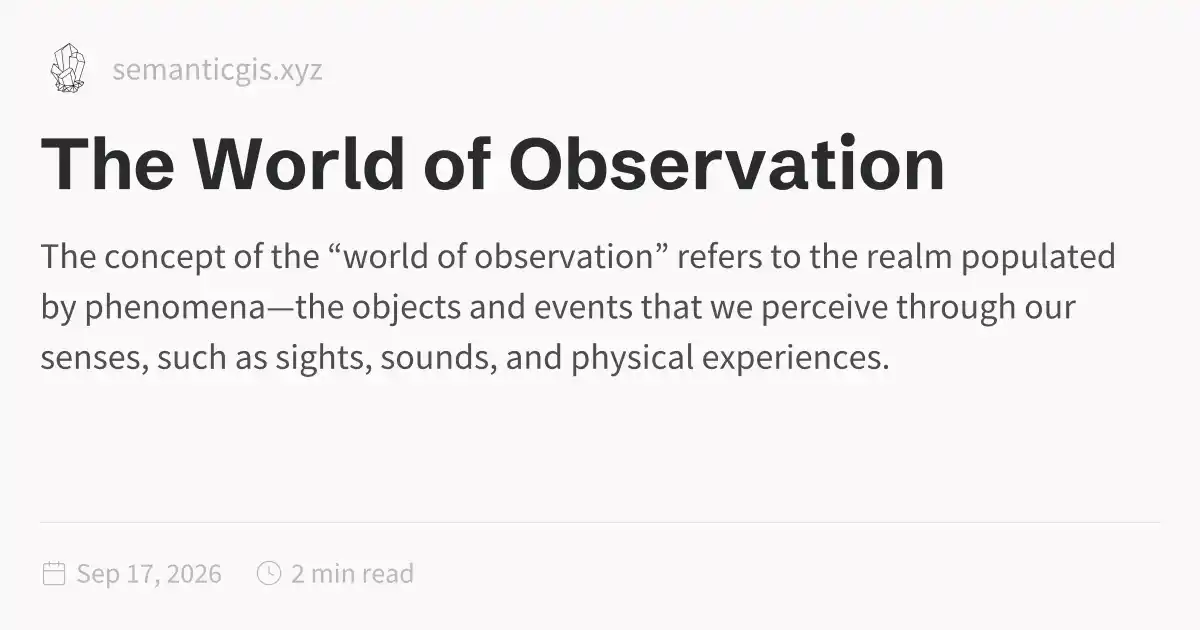 semanticgis.xyz
The World of Observation
The concept of the “world of observation” refers to the realm populated
by phenomena—the objects and events that we perceive through our
senses, such as sights, sounds, and physical experiences.
Sep 17, 2026 2 min read